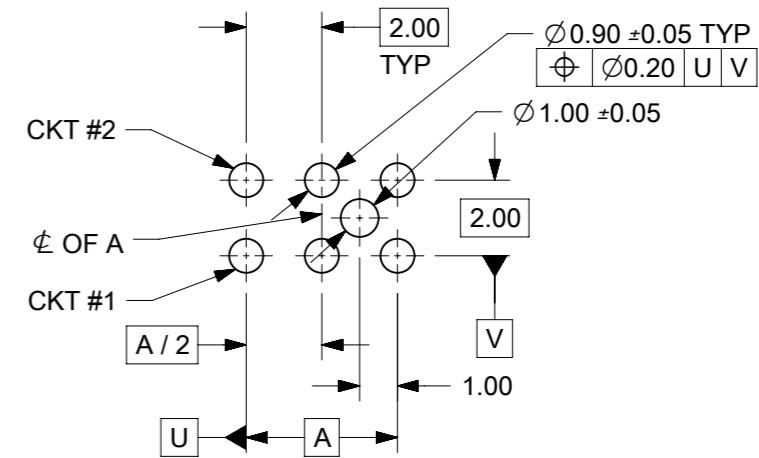 2.00
TYP
⌀0.90 ±0.05 TYP
⌖ ⌀0.20 U V
⌀1.00 ±0.05
CKT #2
2.00
℄ OF A
CKT #1
A / 2
V
1.00
U
A